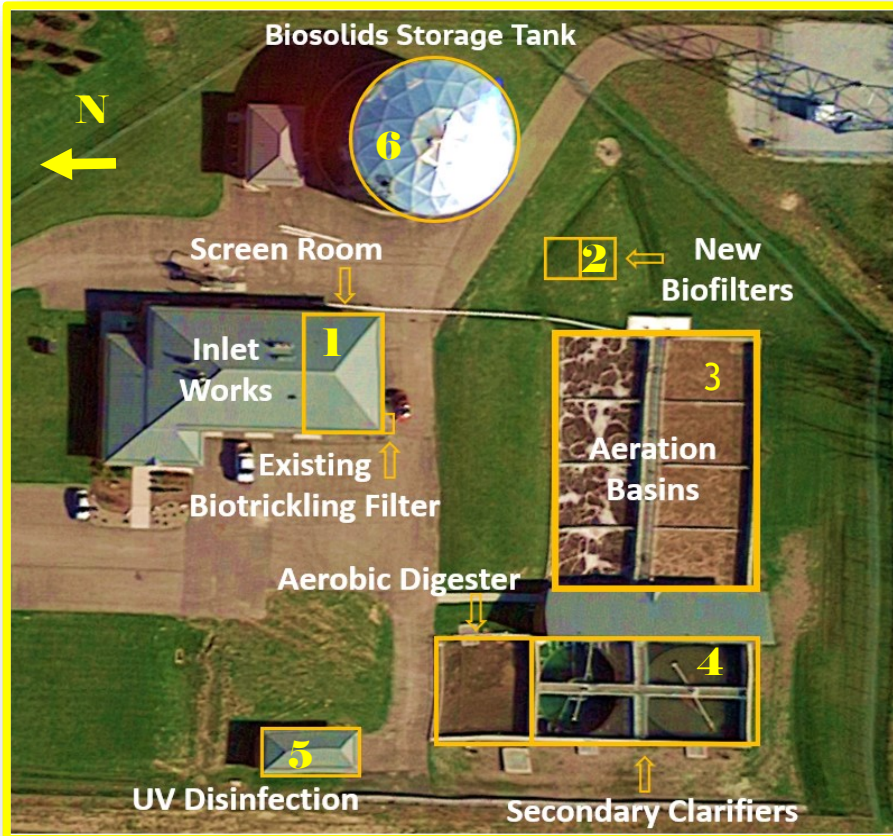 Biosolids Storage Tank
N
6
Screen Room
2
New
Biofilters
1
Inlet
Works
3
Aeration
Basins
Existing
Biotrickling Filter
Aerobic Digester
4
5
UV Disinfection
Secondary Clarifiers